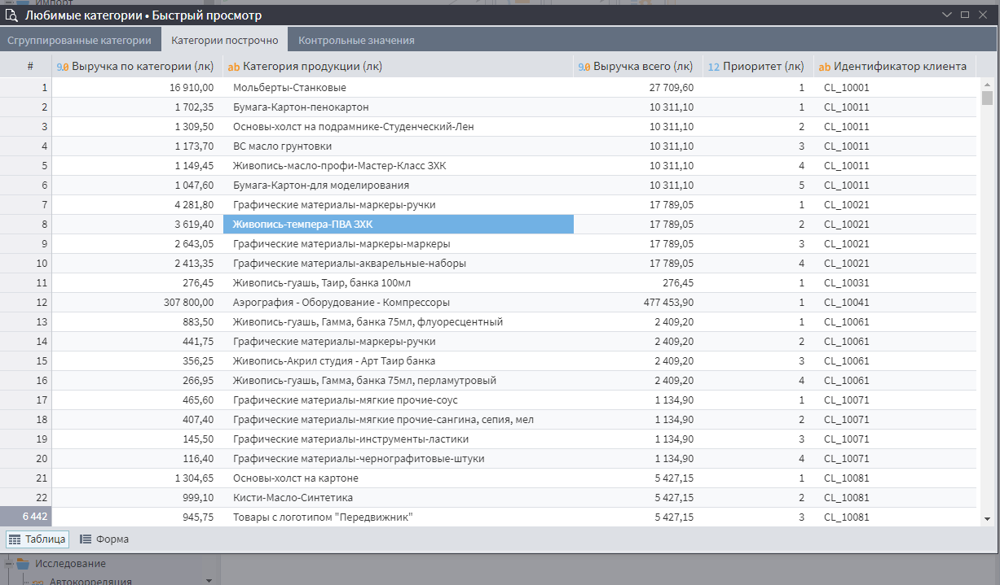 Импорт
Любимые категории • Быстрый просмотр
Сгруппированные категории Категории построчно Контрольные значения
# 9.0 Выручка по категории (лк) ab Категория продукции (лк) 9.0 Выручка всего (лк) 12 Приоритет (лк) ab Идентификатор клиента
1 16 910,00 Мольберты-Станковые 27 709,60 1 CL_10001
2 1 702,35 Бумага-Картон-пенокартон 10 311,10 1 CL_10011
3 1 309,50 Основы-холст на подрамнике-Студенческий-Лен 10 311,10 2 CL_10011
4 1 173,70 ВС масло грунтовки 10 311,10 3 CL_10011
5 1 149,45 Живопись-масло-профи-Мастер-Класс ЗХК 10 311,10 4 CL_10011
6 1 047,60 Бумага-Картон-для моделирования 10 311,10 5 CL_10011
7 4 281,80 Графические материалы-маркеры-ручки 17 789,05 1 CL_10021
8 3 619,40 Живопись-темпера-ПВА ЗХК 17 789,05 2 CL_10021
9 2 643,05 Графические материалы-маркеры-маркеры 17 789,05 3 CL_10021
10 2 413,35 Графические материалы-акварельные-наборы 17 789,05 4 CL_10021
11 276,45 Живопись-гуашь, Таир, банка 100мл 276,45 1 CL_10031
12 307 800,00 Аэрография - Оборудование - Компрессоры 477 453,90 1 CL_10041
13 883,50 Живопись-гуашь, Гамма, банка 75мл, флуоресцентный 2 409,20 1 CL_10061
14 441,75 Графические материалы-маркеры-ручки 2 409,20 2 CL_10061
15 356,25 Живопись-Акрил студия - Арт Таир банка 2 409,20 3 CL_10061
16 266,95 Живопись-гуашь, Гамма, банка 75мл, перламутровый 2 409,20 4 CL_10061
17 465,60 Графические материалы-мягкие прочие-соус 1 134,90 1 CL_10071
18 407,40 Графические материалы-мягкие прочие-сангина, сепия, мел 1 134,90 2 CL_10071
19 145,50 Графические материалы-инструменты-ластики 1 134,90 3 CL_10071
20 116,40 Графические материалы-чернографитовые-штуки 1 134,90 4 CL_10071
21 1 304,65 Основы-холст на картоне 5 427,15 1 CL_10081
22 999,10 Кисти-Масло-Синтетика 5 427,15 2 CL_10081
6 442 945,75 Товары с логотипом "Передвижник" 5 427,15 3 CL_10081
Таблица Форма
Исследование
Автокорреляция